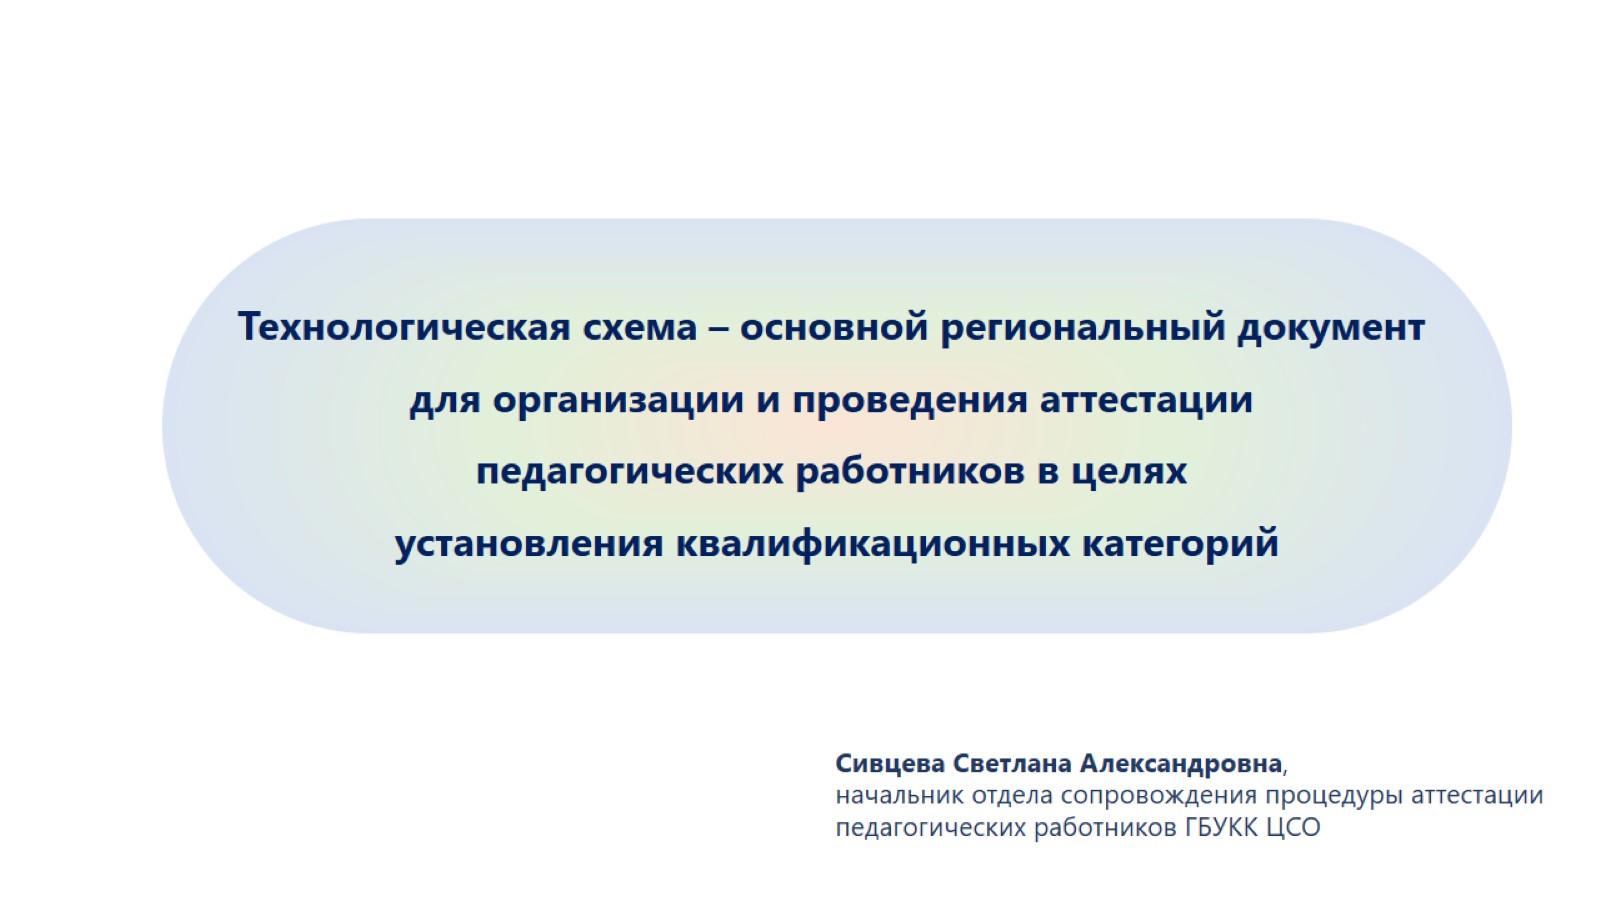 Технологическая схема – основной региональный документ
для организации и проведения аттестации
педагогических работников в целях
установления квалификационных категорий
Сивцева Светлана Александровна,
начальник отдела сопровождения процедуры аттестации
педагогических работников ГБУКК ЦСО